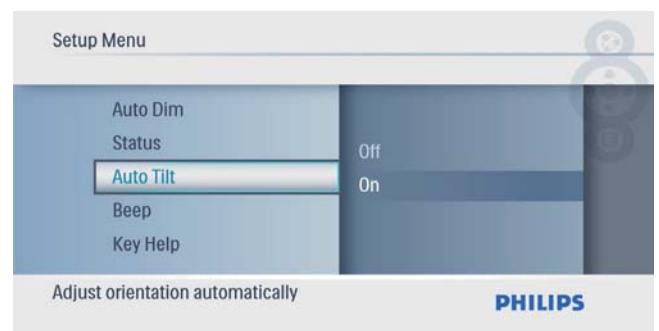 Setup Menu
Auto Dim
Status
Auto Tilt
Beep
Key Help
Off
On
Adjust orientation automatically
PHILIPS